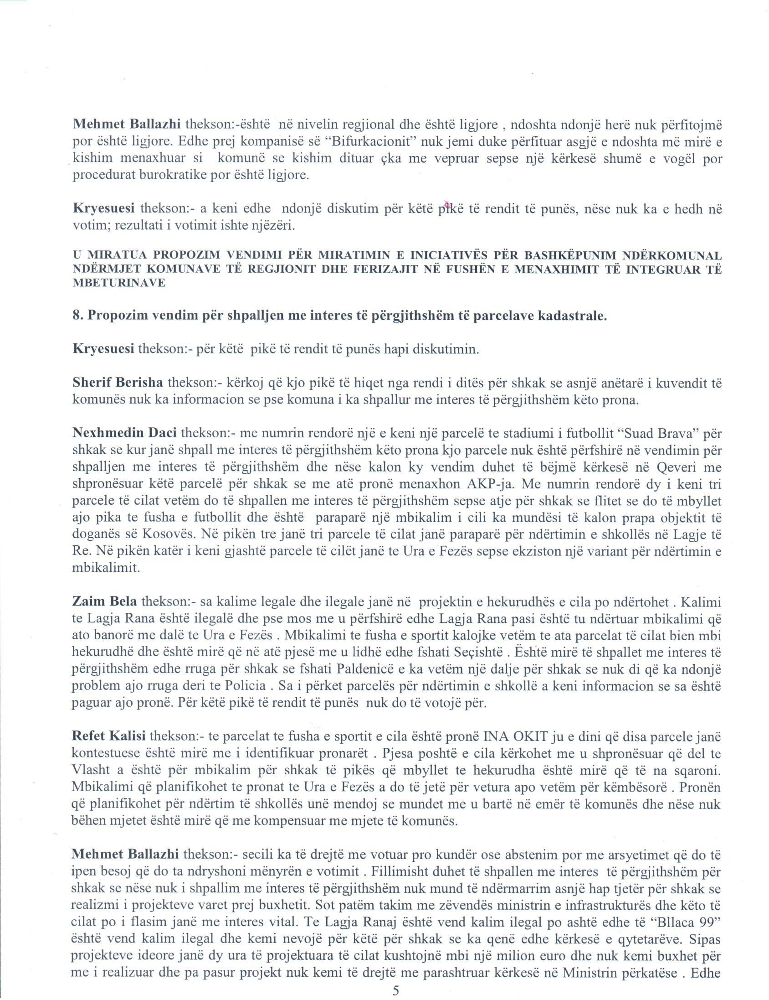 Mehmet Ballazhi thekson:-është në nivelin regjional dhe është ligjore , ndoshta ndonjë herë nuk përfitojmë
por është ligjore. Edhe prej kompanisë së “Bifurkacionit” nuk jemi duke përfituar asgjë e ndoshta më mirë e
kishim menaxhuar si komunë se kishim dituar çka me vepruar sepse një kërkesë shumë e vogël por
procedurat burokratike por është ligjore.
Kryesuesi thekson:- a keni edhe ndonjë diskutim për këtë pikë të rendit të punës, nëse nuk ka e hedh në
votim; rezultati i votimit ishte njëzëri.
U MIRATUA PROPOZIM VENDIMI PËR MIRATIMIN E INICIATIVËS PËR BASHKËPUNIM NDËRKOMUNAL
NDËRMJET KOMUNAVE TË REGJIONIT DHE FERIZAJIT NË FUSHËN E MENAXHIMIT TË INTEGRUAR TË
MBETURINAVE
8. Propozim vendim për shpalljen me interes të përgjithshëm të parcelave kadastrale.
Kryesuesi thekson:- për këtë pikë të rendit të punës hapi diskutimin.
Sherif Berisha thekson:- kërkoj që kjo pikë të hiqet nga rendi i ditës për shkak se asnjë anëtarë i kuvendit të
komunës nuk ka informacion se pse komuna i ka shpallur me interes të përgjithshëm këto prona.
Nexhmedin Daci thekson:- me numrin rendorë një e keni një parcelë te stadiumi i futbollit “Suad Brava” për
shkak se kur janë shpall me interes të përgjithshëm këto prona kjo parcele nuk është përfshirë në vendimin për
shpalljen me interes të përgjithshëm dhe nëse kalon ky vendim duhet të bëjmë kërkesë në Qeveri me
shpronësuar këtë parcelë për shkak se me atë pronë menaxhon AKP-ja. Me numrin rendorë dy i keni tri
parcele të cilat vetëm do të shpallen me interes të përgjithshëm sepse atje për shkak se flitet se do të mbyllet
ajo pika te fusha e futbollit dhe është paraparë një mbikalim i cili ka mundësi të kalon prapa objektit të
doganës së Kosovës. Në pikën tre janë tri parcele të cilat janë paraparë për ndërtimin e shkollës në Lagje të
Re. Në pikën katër i keni gjashtë parcele të cilët janë te Ura e Fezës sepse ekziston një variant për ndërtimin e
mbikalimit.
Zaim Bela thekson:- sa kalime legale dhe ilegale janë në projektin e hekurudhës e cila po ndërtohet . Kalimi
te Lagja Rana është ilegalë dhe pse mos me u përfshirë edhe Lagja Rana pasi është tu ndërtuar mbikalimi që
ato banorë me dalë te Ura e Fezës . Mbikalimi te fusha e sportit kalojke vetëm te ata parcelat të cilat bien mbi
hekurudhë dhe është mirë që në atë pjesë me u lidhë edhe fshati Seçishtë . Është mirë të shpallet me interes të
përgjithshëm edhe rruga për shkak se fshati Paldenicë e ka vetëm një dalje për shkak se nuk di që ka ndonjë
problem ajo rruga deri te Policia . Sa i përket parcelës për ndërtimin e shkollë a keni informacion se sa është
paguar ajo pronë. Për këtë pikë të rendit të punës nuk do të votojë për.
Refet Kalisi thekson:- te parcelat te fusha e sportit e cila është pronë INA OKIT ju e dini që disa parcele janë
kontestuese është mirë me i identifikuar pronarët . Pjesa poshtë e cila kërkohet me u shpronësuar që del te
Vlasht a është për mbikalim për shkak të pikës që mbyllet te hekurudha është mirë që të na sqaroni.
Mbikalimi që planifikohet te pronat te Ura e Fezës a do të jetë për vetura apo vetëm për këmbësorë . Pronën
që planifikohet për ndërtim të shkollës unë mendoj se mundet me u bartë në emër të komunës dhe nëse nuk
bëhen mjetet është mirë që me kompensuar me mjete të komunës.
Mehmet Ballazhi thekson:- secili ka të drejtë me votuar pro kundër ose abstenim por me arsyetimet që do të
ipen besoj që do ta ndryshoni mënyrën e votimit . Fillimisht duhet të shpallen me interes të përgjithshëm për
shkak se nëse nuk i shpallim me interes të përgjithshëm nuk mund të ndërmarrim asnjë hap tjetër për shkak se
realizmi i projekteve varet prej buxhetit. Sot patëm takim me zëvendës ministrin e infrastrukturës dhe këto të
cilat po i flasim janë me interes vital. Te Lagja Ranaj është vend kalim ilegal po ashtë edhe të “Bllaca 99”
është vend kalim ilegal dhe kemi nevojë për këtë për shkak se ka qenë edhe kërkesë e qytetarëve. Sipas
projekteve ideore janë dy ura të projektuara të cilat kushtojnë mbi një milion euro dhe nuk kemi buxhet për
me i realizuar dhe pa pasur projekt nuk kemi të drejtë me parashtruar kërkesë në Ministrin përkatëse . Edhe
5